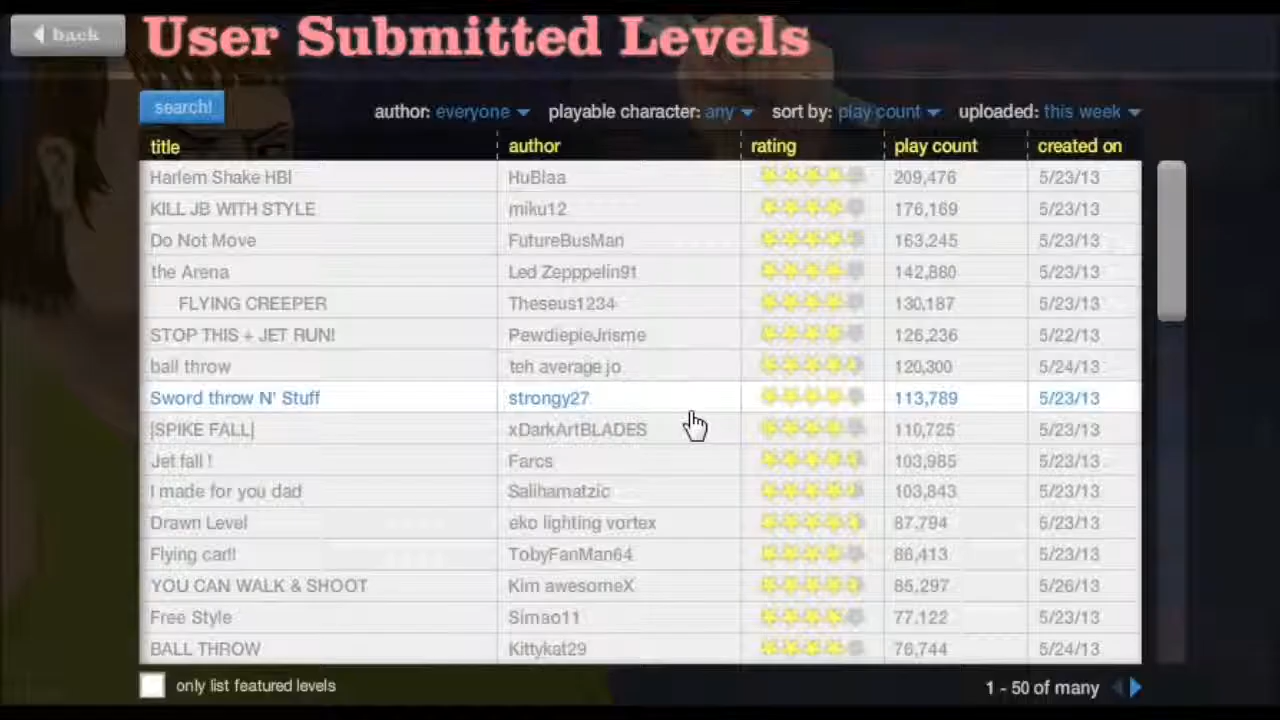 back
User Submitted Levels
search!
author: everyone playable character: any sort by: play count uploaded: this week
title author rating play count created on
Harlem Shake HB! HuBlaa 209,476 5/23/13
KILL JB WITH STYLE miku12 176,169 5/23/13
Do Not Move FutureBusMan 163,245 5/23/13
the Arena Led Zepppelin91 142,880 5/23/13
FLYING CREEPER Theseus1234 130,187 5/23/13
STOP THIS + JET RUN! PewdiepieJrisme 126,236 5/22/13
ball throw teh average jo 120,300 5/24/13
Sword throw N' Stuff strongy27 113,789 5/23/13
|SPIKE FALL| xDarkArtBLADES 110,725 5/23/13
Jet fall ! Farcs 103,985 5/23/13
I made for you dad Salihamatzic 103,843 5/23/13
Drawn Level eko lighting vortex 87,794 5/23/13
Flying car!! TobyFanMan64 86,413 5/23/13
YOU CAN WALK & SHOOT Kim awesomeX 85,297 5/26/13
Free Style Simao11 77,122 5/23/13
BALL THROW Kittykat29 76,744 5/24/13
only list featured levels 1 - 50 of many